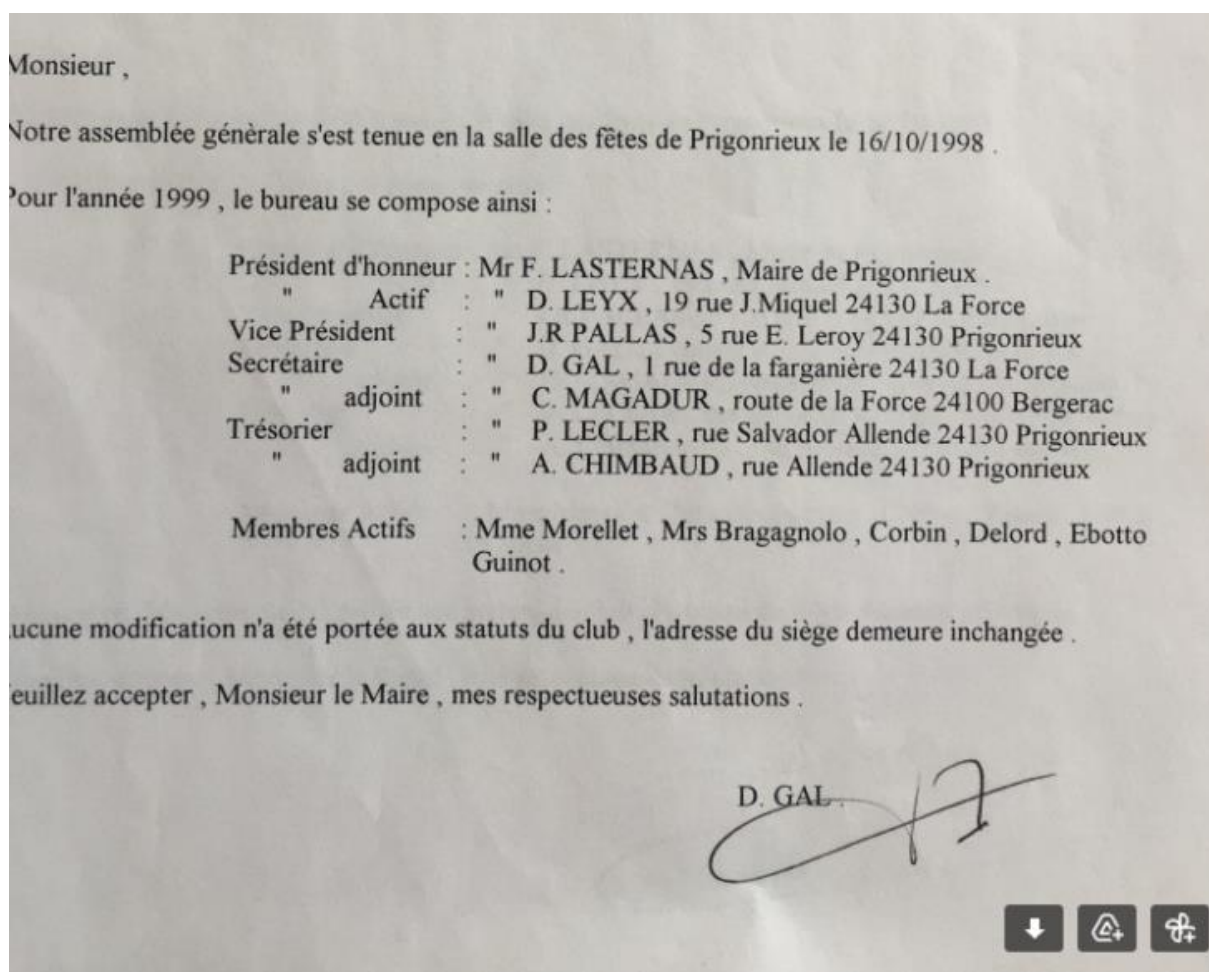 Monsieur ,
Notre assemblée génèrale s'est tenue en la salle des fêtes de Prigonrieux le 16/10/1998 .
Pour l'année 1999 , le bureau se compose ainsi :
Président d'honneur : Mr F. LASTERNAS , Maire de Prigonrieux .
" Actif : " D. LEYX , 19 rue J.Miquel 24130 La Force
Vice Président : " J.R PALLAS , 5 rue E. Leroy 24130 Prigonrieux
Secrétaire : " D. GAL , 1 rue de la farganière 24130 La Force
" adjoint : " C. MAGADUR , route de la Force 24100 Bergerac
Trésorier : " P. LECLER , rue Salvador Allende 24130 Prigonrieux
" adjoint : " A. CHIMBAUD , rue Allende 24130 Prigonrieux
Membres Actifs : Mme Morellet , Mrs Bragagnolo , Corbin , Delord , Ebotto
Guinot .
ucune modification n'a été portée aux statuts du club , l'adresse du siège demeure inchangée .
euillez accepter , Monsieur le Maire , mes respectueuses salutations .
D. GAL .